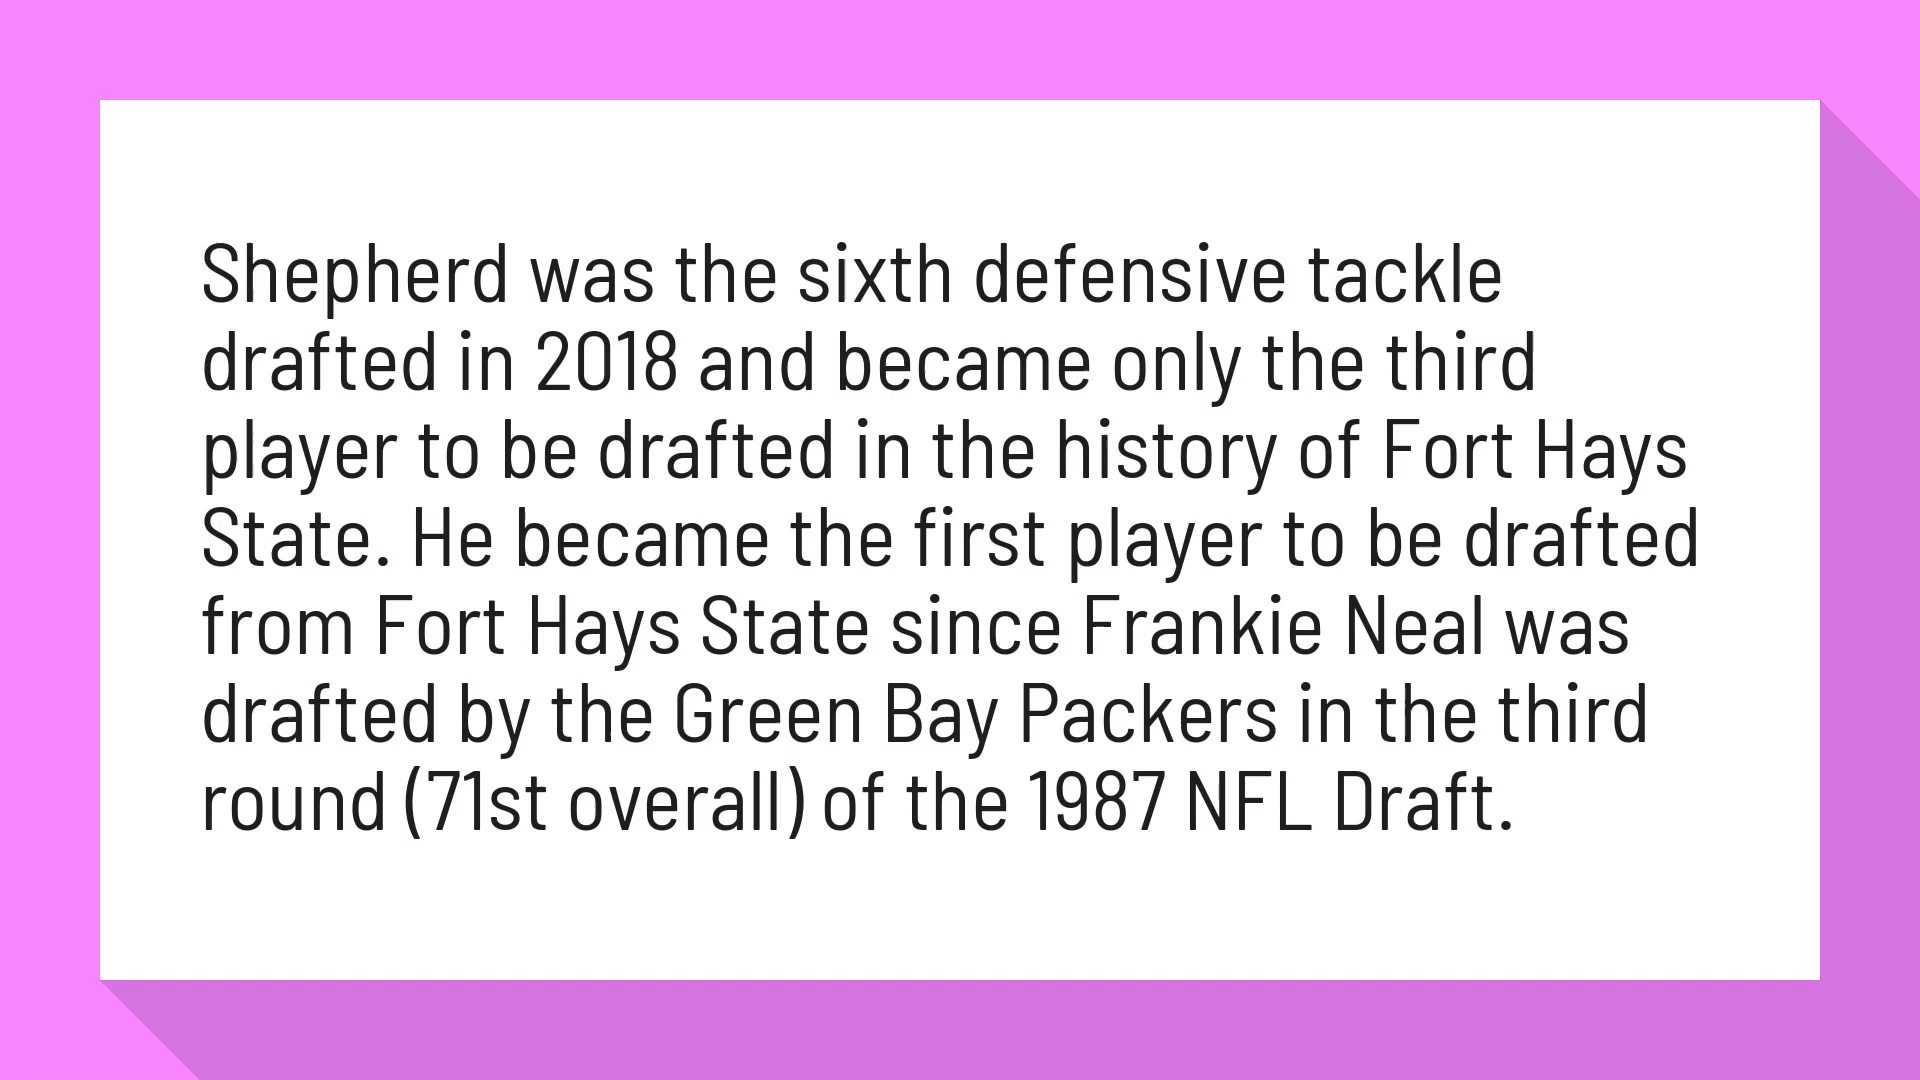 Shepherd was the sixth defensive tackle
drafted in 2018 and became only the third
player to be drafted in the history of Fort Hays
State. He became the first player to be drafted
from Fort Hays State since Frankie Neal was
drafted by the Green Bay Packers in the third
round (71st overall) of the 1987 NFL Draft.